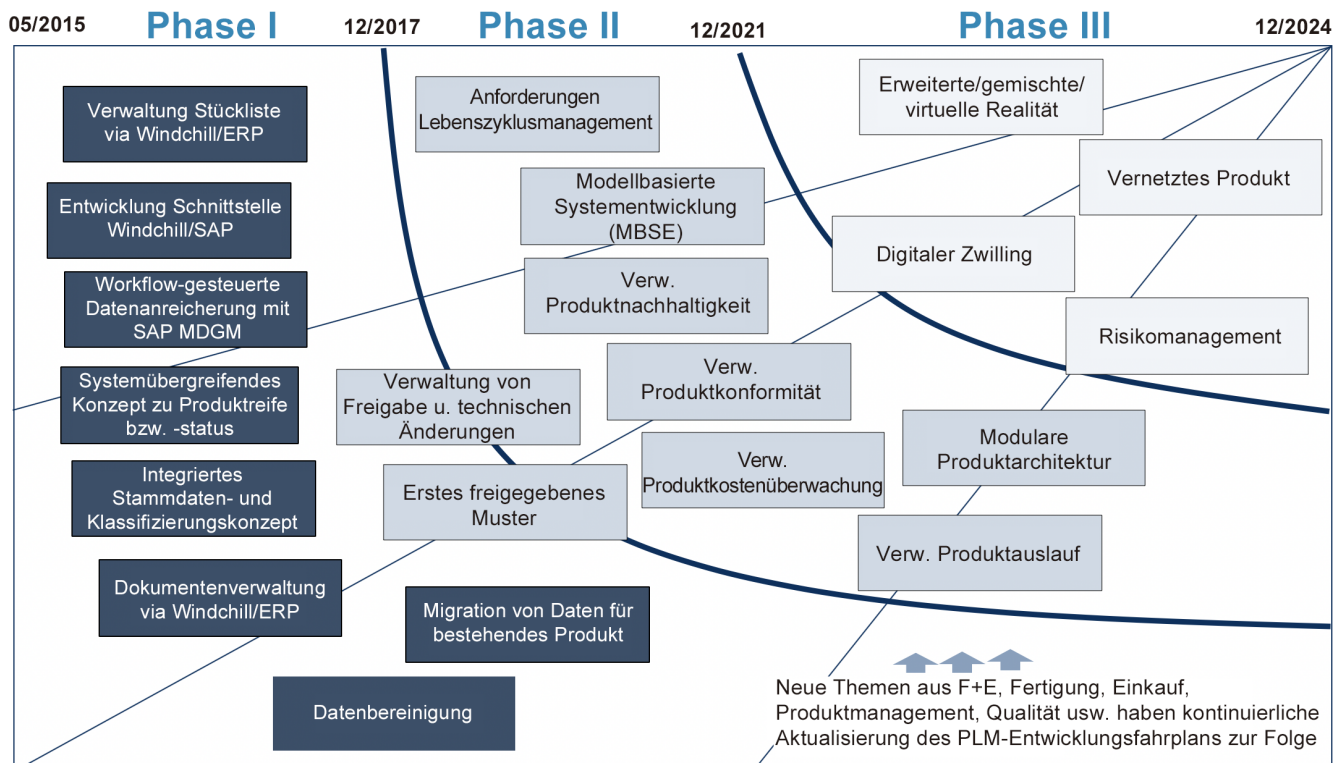 05/2015
Phase I
12/2017
Phase II
12/2021
Phase III
12/2024
Verwaltung Stückliste
via Windchill/ERP
Entwicklung Schnittstelle
Windchill/SAP
Workflow-gesteuerte
Datenanreicherung mit
SAP MDGM
Systemübergreifendes
Konzept zu Produktreife
bzw. -status
Integriertes
Stammdaten- und
Klassifizierungskonzept
Dokumentenverwaltung
via Windchill/ERP
Migration von Daten für
bestehendes Produkt
Datenbereinigung
Anforderungen
Lebenszyklusmanagement
Modellbasierte
Systementwicklung
(MBSE)
Verw.
Produktnachhaltigkeit
Verw.
Produktkonformität
Verwaltung von
Freigabe u. technischen
Änderungen
Verw.
Produktkostenüberwachung
Erstes freigegebenes
Muster
Modulare
Produktarchitektur
Verw. Produktauslauf
Erweiterte/gemischte/
virtuelle Realität
Vernetztes Produkt
Digitaler Zwilling
Risikomanagement
Neue Themen aus F+E, Fertigung, Einkauf,
Produktmanagement, Qualität usw. haben kontinuierliche
Aktualisierung des PLM-Entwicklungsfahrplans zur Folge